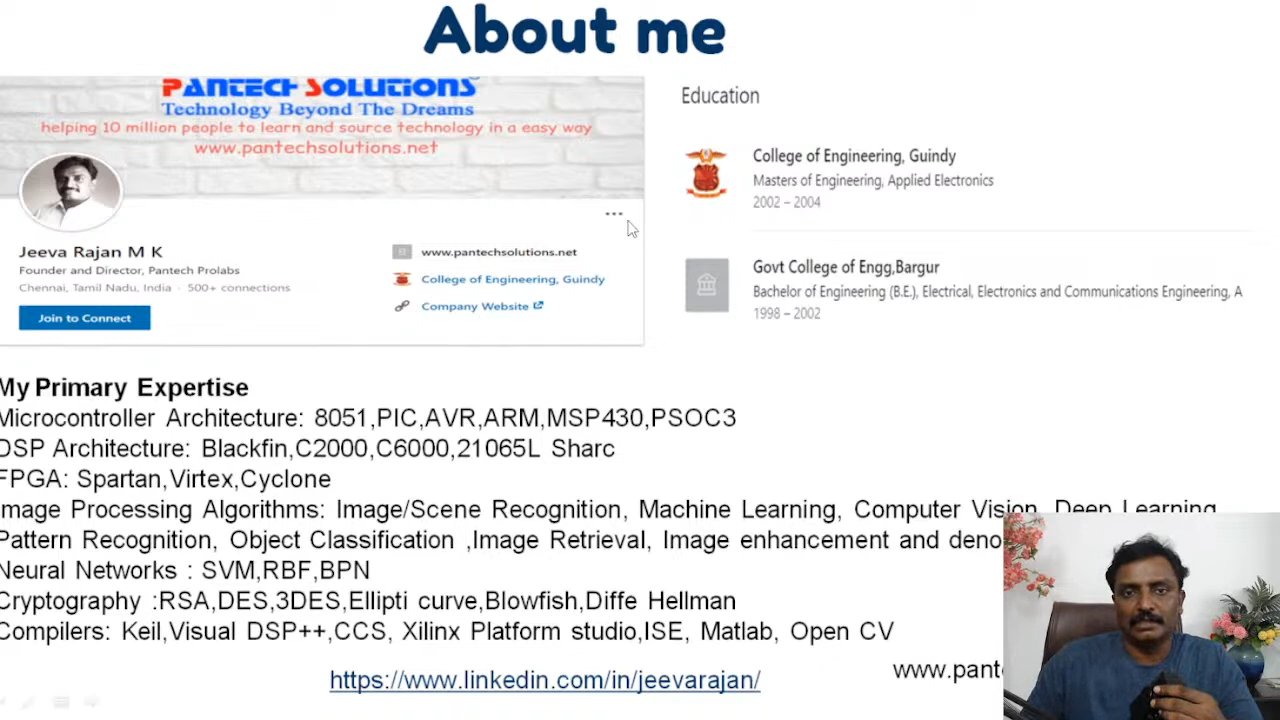 About me
PANTECH SOLUTIONS
Technology Beyond The Dreams
helping 10 million people to learn and source technology in a easy way
www.pantechsolutions.net
Jeeva Rajan M K
Founder and Director, Pantech Prolabs
Chennai, Tamil Nadu, India · 500+ connections
Join to Connect
www.pantechsolutions.net
College of Engineering, Guindy
Company Website
Education
College of Engineering, Guindy
Masters of Engineering, Applied Electronics
2002 – 2004
Govt College of Engg,Bargur
Bachelor of Engineering (B.E.), Electrical, Electronics and Communications Engineering, A
1998 – 2002
My Primary Expertise
Microcontroller Architecture: 8051,PIC,AVR,ARM,MSP430,PSOC3
DSP Architecture: Blackfin,C2000,C6000,21065L Sharc
FPGA: Spartan,Virtex,Cyclone
Image Processing Algorithms: Image/Scene Recognition, Machine Learning, Computer Vision, Deep Learning
Pattern Recognition, Object Classification ,Image Retrieval, Image enhancement and deno
Neural Networks : SVM,RBF,BPN
Cryptography :RSA,DES,3DES,Ellipti curve,Blowfish,Diffe Hellman
Compilers: Keil,Visual DSP++,CCS, Xilinx Platform studio,ISE, Matlab, Open CV
https://www.linkedin.com/in/jeevarajan/
www.pant